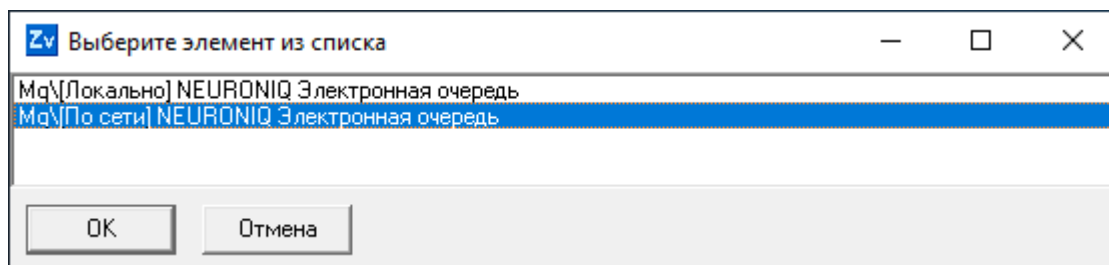 Zv Выберите элемент из списка
Mq\[Локально] NEURONIQ Электронная очередь
Mq\[По сети] NEURONIQ Электронная очередь
OK Отмена